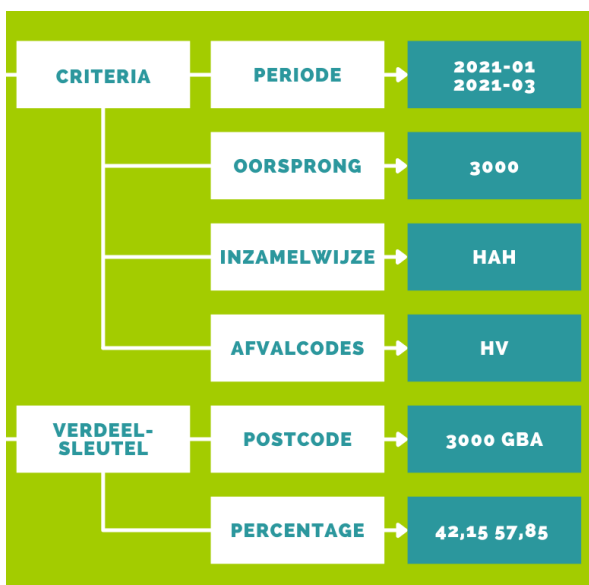 CRITERIA
PERIODE
2021-01
2021-03
OORSPRONG
3000
INZAMELWIJZE
HAH
AFVALCODES
HV
VERDEEL-
SLEUTEL
POSTCODE
3000 GBA
PERCENTAGE
42,15 57,85